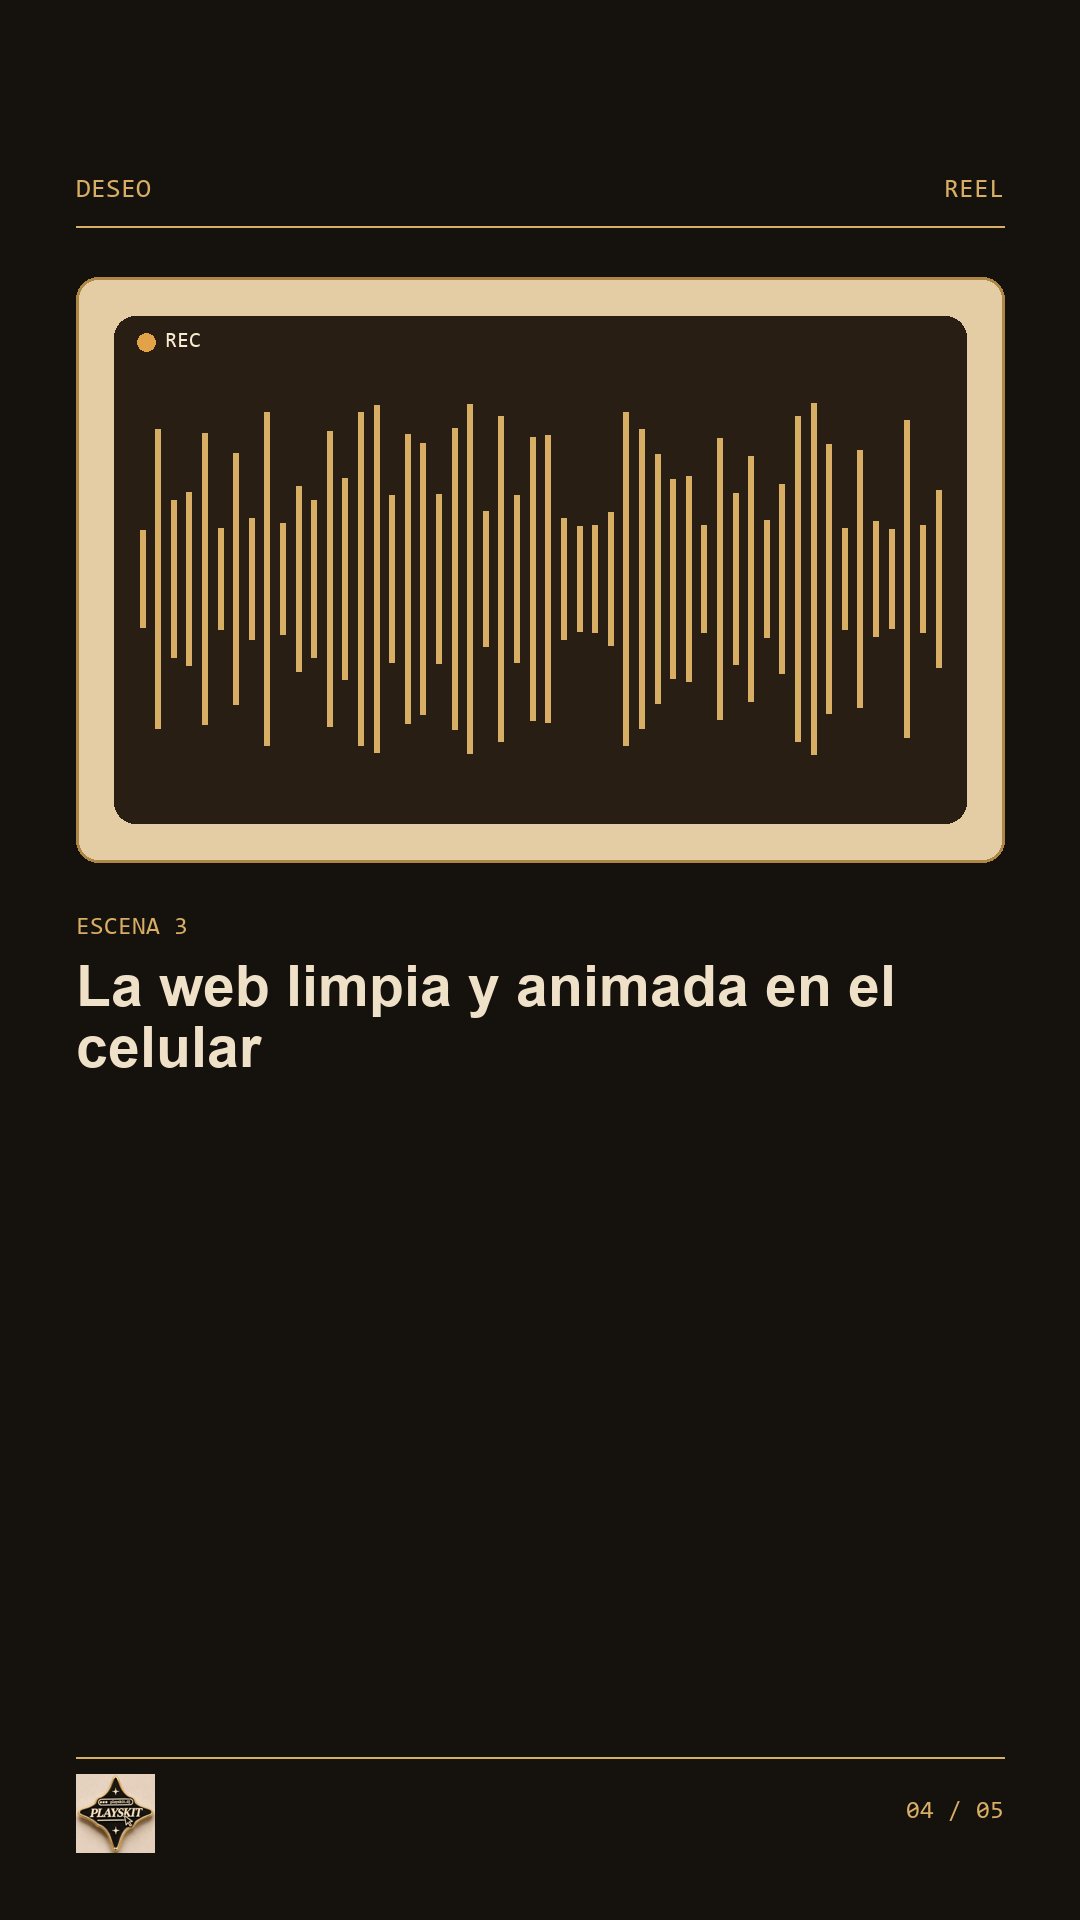 DESEO
REEL
REC
ESCENA 3
La web limpia y animada en el
celular
PLAYSKIT
04 / 05